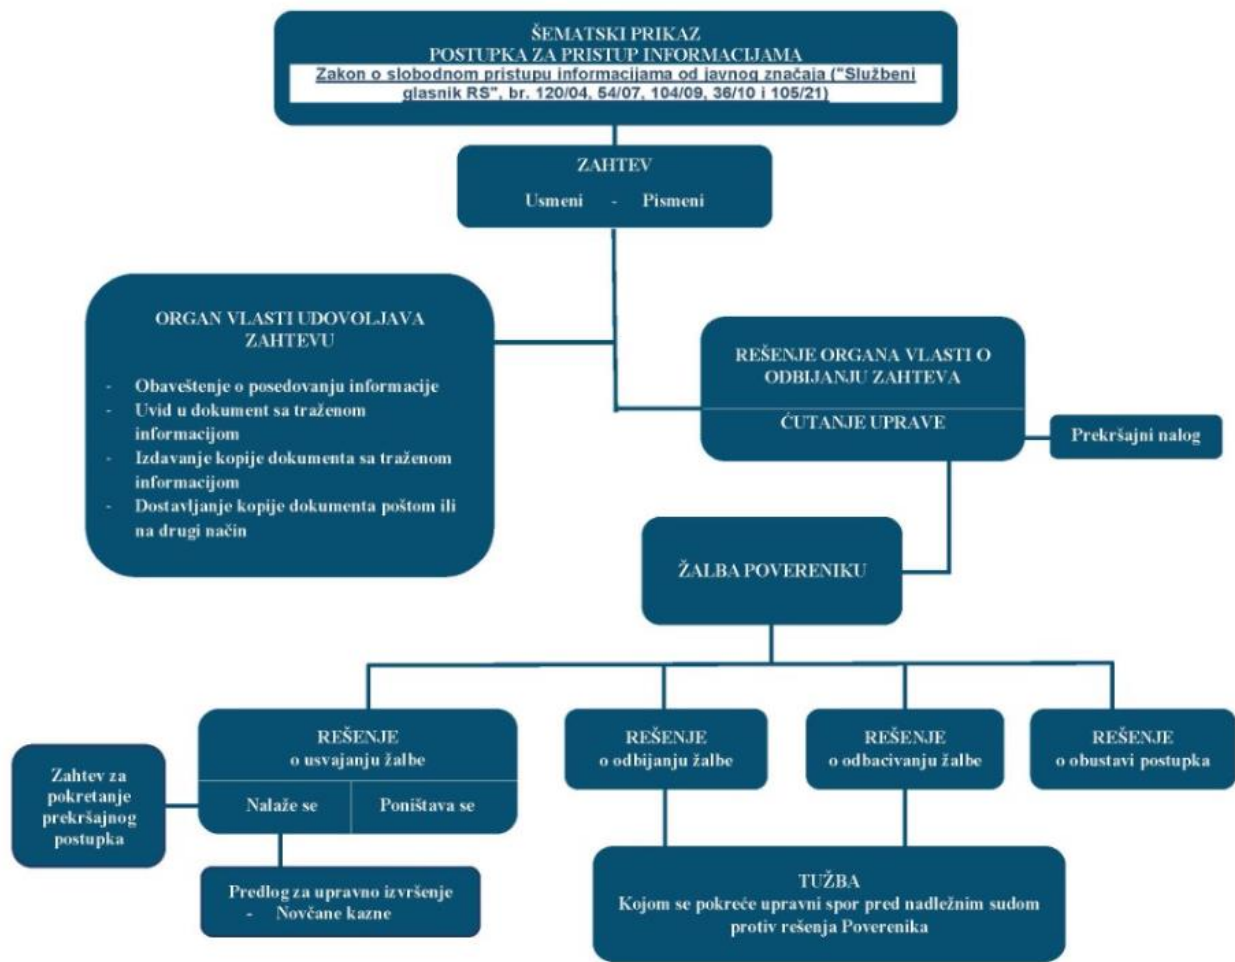 ŠEMATSKI PRIKAZ
POSTUPKA ZA PRISTUP INFORMACIJAMA
Zakon o slobodnom pristupu informacijama od javnog značaja ("Službeni
glasnik RS", br. 120/04, 54/07, 104/09, 36/10 i 105/21)
ZAHTEV
Usmeni - Pismeni
ORGAN VLASTI UDOVOLJAVA
ZAHTEVU
- Obaveštenje o posedovanju informacije
- Uvid u dokument sa traženom
informacijom
- Izdavanje kopije dokumenta sa traženom
informacijom
- Dostavljanje kopije dokumenta poštom ili
na drugi način
REŠENJE ORGANA VLASTI O
ODBIJANJU ZAHTEVA
ĆUTANJE UPRAVE
Prekršajni nalog
ŽALBA POVERENIKU
REŠENJE
o usvajanju žalbe
Nalaže se
Poništava se
REŠENJE
o odbijanju žalbe
REŠENJE
o odbacivanju žalbe
REŠENJE
o obustavi postupka
Zahtev za
pokretanje
prekršajnog
postupka
Predlog za upravno izvršenje
- Novčane kazne
TUŽBA
Kojom se pokreće upravni spor pred nadležnim sudom
protiv rešenja Poverenika